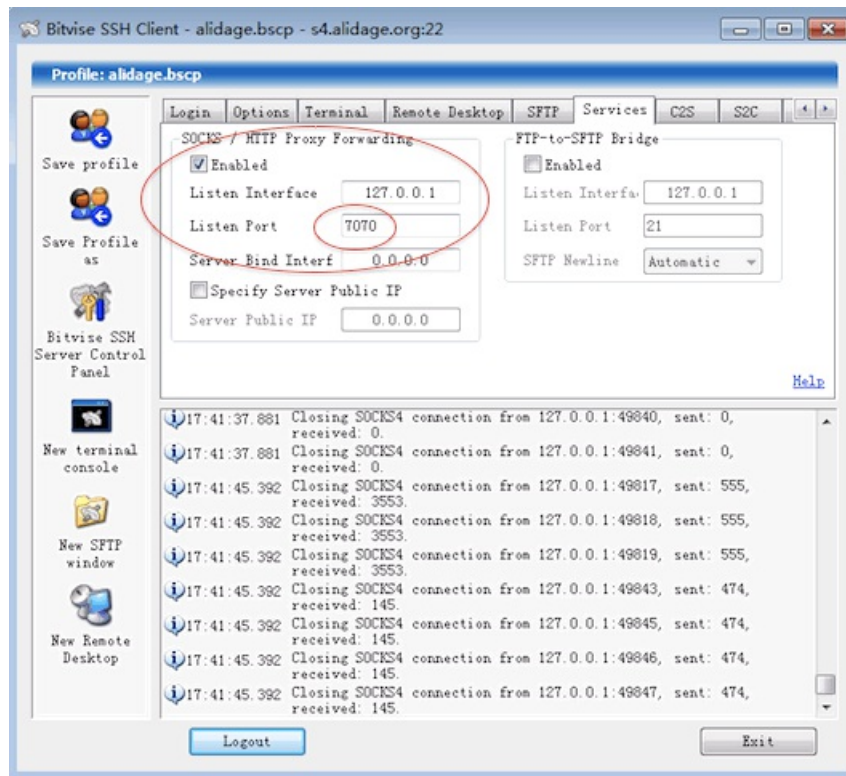 Bitvise SSH Client - alidage.bscp - s4.alidage.org:22
Profile: alidage.bscp
Save profile
Save Profile
as
Bitvise SSH
Server Control
Panel
New terminal
console
New SFTP
window
New Remote
Desktop
Login Options Terminal Remote Desktop SFTP Services C2S S2C
SOCKS / HTTP Proxy Forwarding
Enabled
Listen Interface 127.0.0.1
Listen Port 7070
Server Bind Interf 0.0.0.0
Specify Server Public IP
Server Public IP 0.0.0.0
FTP-to-SFTP Bridge
Enabled
Listen Interfa 127.0.0.1
Listen Port 21
SFTP Newline Automatic
Help
17:41:37.881 Closing SOCKS4 connection from 127.0.0.1:49840, sent: 0,
received: 0.
17:41:37.881 Closing SOCKS4 connection from 127.0.0.1:49841, sent: 0,
received: 0.
17:41:45.392 Closing SOCKS4 connection from 127.0.0.1:49817, sent: 555,
received: 3553.
17:41:45.392 Closing SOCKS4 connection from 127.0.0.1:49818, sent: 555,
received: 3553.
17:41:45.392 Closing SOCKS4 connection from 127.0.0.1:49819, sent: 555,
received: 3553.
17:41:45.392 Closing SOCKS4 connection from 127.0.0.1:49843, sent: 474,
received: 145.
17:41:45.392 Closing SOCKS4 connection from 127.0.0.1:49845, sent: 474,
received: 145.
17:41:45.392 Closing SOCKS4 connection from 127.0.0.1:49846, sent: 474,
received: 145.
17:41:45.392 Closing SOCKS4 connection from 127.0.0.1:49847, sent: 474,
received: 145.
Logout
Exit